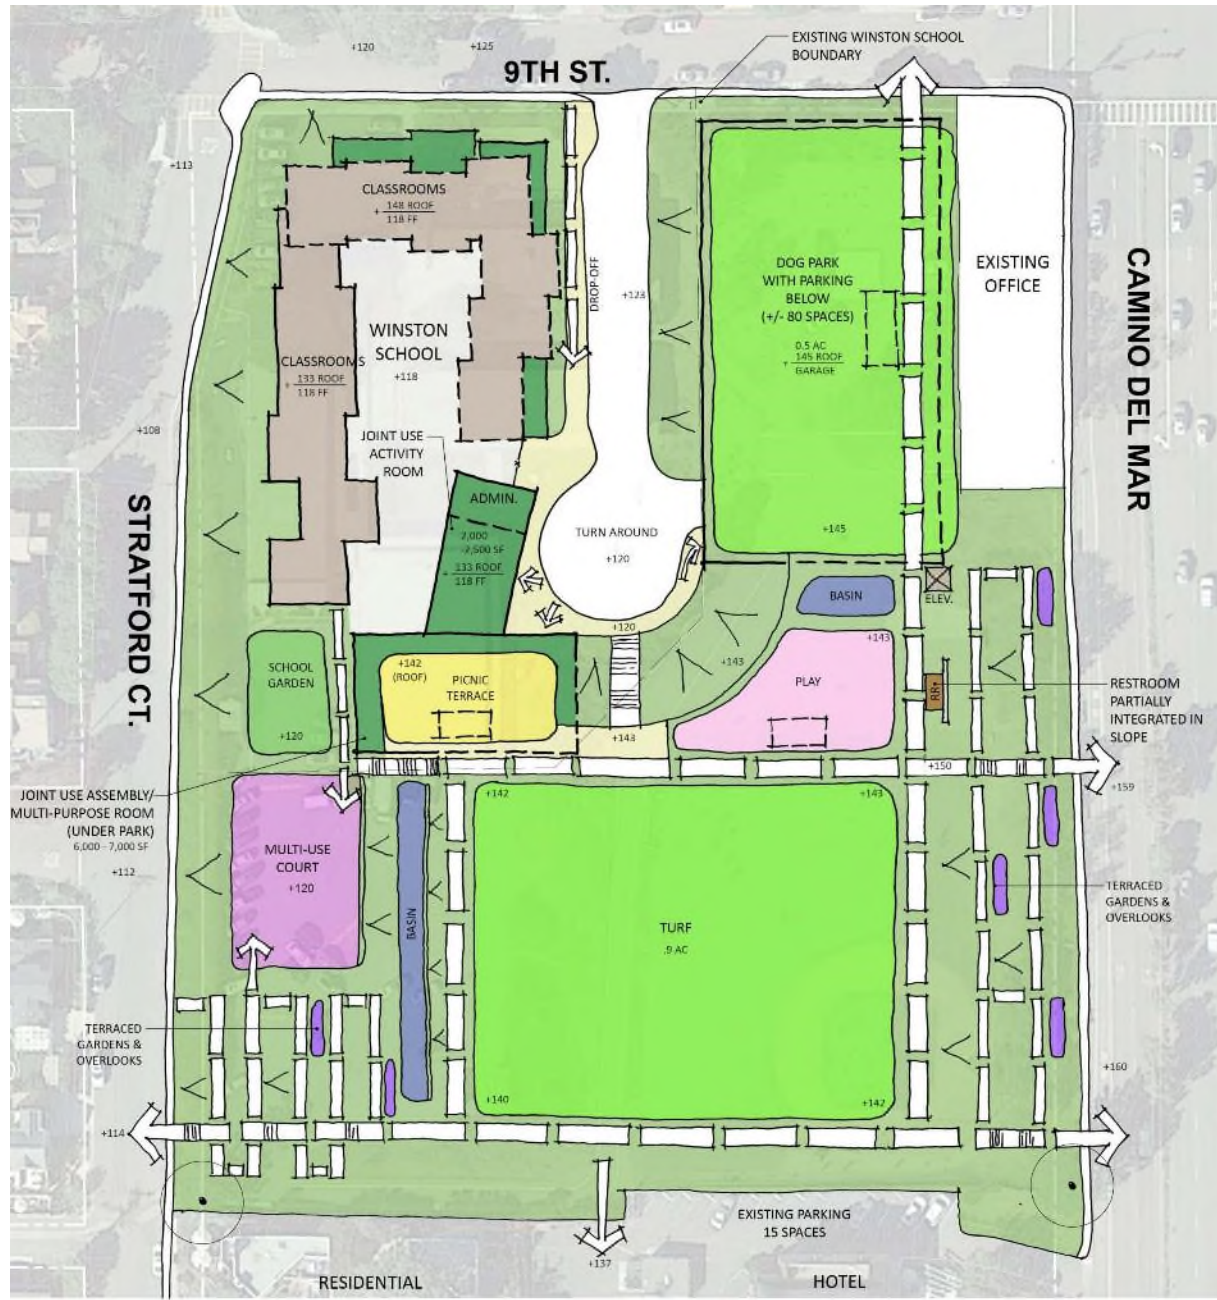 +120
+125
9TH ST.
EXISTING WINSTON SCHOOL
BOUNDARY
+113
CLASSROOMS
+ 148 ROOF
118 FF
DROP-OFF
+123
DOG PARK
WITH PARKING
BELOW
(+/- 80 SPACES)
0.5 AC
+ 145 ROOF
GARAGE
EXISTING
OFFICE
CAMINO DEL MAR
WINSTON
SCHOOL
+118
CLASSROOMS
+ 133 ROOF
118 FF
+108
JOINT USE
ACTIVITY
ROOM
ADMIN.
2,000
-2,500 SF
133 ROOF
118 FF
TURN AROUND
+120
+145
STRATFORD CT.
BASIN
ELEV.
+120
+143
+143
SCHOOL
GARDEN
+120
+142
(ROOF)
PICNIC
TERRACE
PLAY
RR
RESTROOM
PARTIALLY
INTEGRATED IN
SLOPE
+143
+150
+159
JOINT USE ASSEMBLY/
MULTI-PURPOSE ROOM
(UNDER PARK)
6,000 - 7,000 SF
+112
MULTI-USE
COURT
+120
BASIN
+142
+143
TURF
.9 AC
TERRACED
GARDENS &
OVERLOOKS
TERRACED
GARDENS &
OVERLOOKS
+140
+142
+160
+114
EXISTING PARKING
15 SPACES
+137
RESIDENTIAL
HOTEL